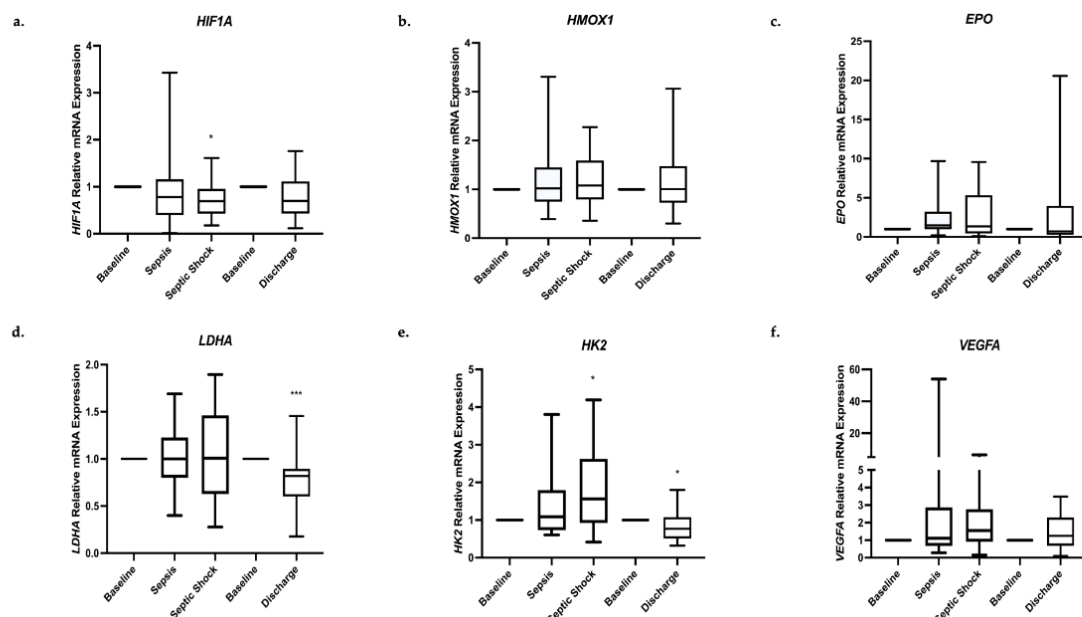 a.
HIF1A
HIF1A Relative mRNA Expression
4
3
2
1
0
Baseline
Sepsis
Septic Shock
Baseline
Discharge
*
b.
HMOX1
HMOX1 Relative mRNA Expression
4
3
2
1
0
Baseline
Sepsis
Septic Shock
Baseline
Discharge
c.
EPO
EPO Relative mRNA Expression
25
20
15
10
5
0
Baseline
Sepsis
Septic Shock
Baseline
Discharge
d.
LDHA
LDHA Relative mRNA Expression
2.0
1.5
1.0
0.5
0.0
Baseline
Sepsis
Septic Shock
Baseline
Discharge
***
e.
HK2
HK2 Relative mRNA Expression
5
4
3
2
1
0
Baseline
Sepsis
Septic Shock
Baseline
Discharge
*
*
f.
VEGFA
VEGFA Relative mRNA Expression
60
40
20
5
4
3
2
1
0
Baseline
Sepsis
Septic Shock
Baseline
Discharge